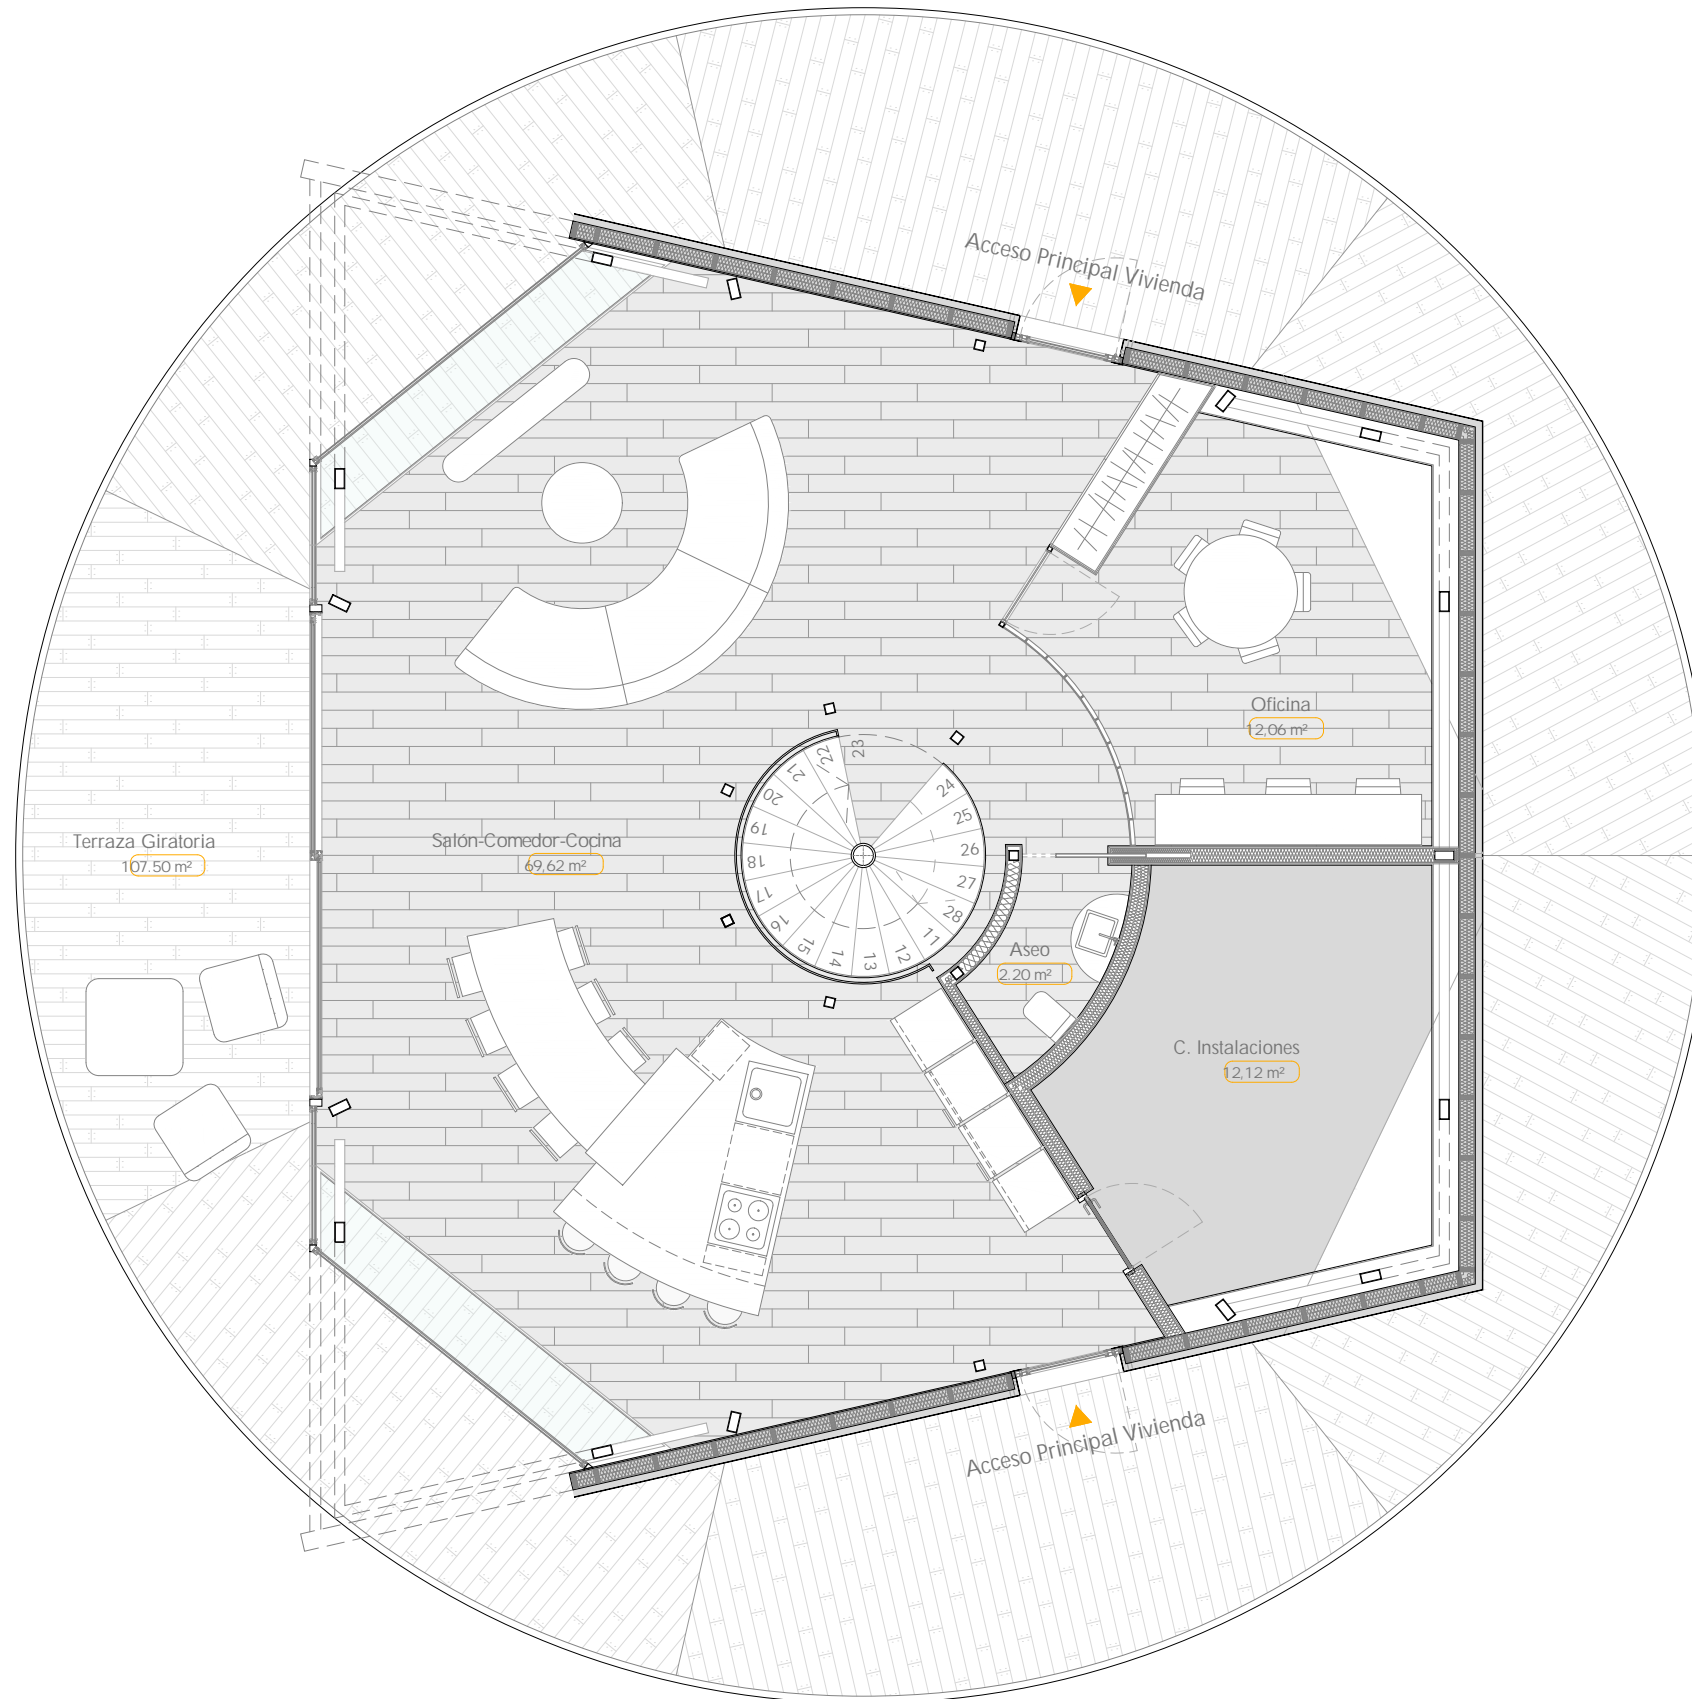 Acceso Principal Vivienda
Oficina
12,06 m²
23
22
21
20
19
18
17
16
15
14
13
12
11
24
25
26
27
28
Terraza Giratoria
107.50 m²
Salón-Comedor-Cocina
69,62 m²
Aseo
2.20 m²
C. Instalaciones
12,12 m²
Acceso Principal Vivienda